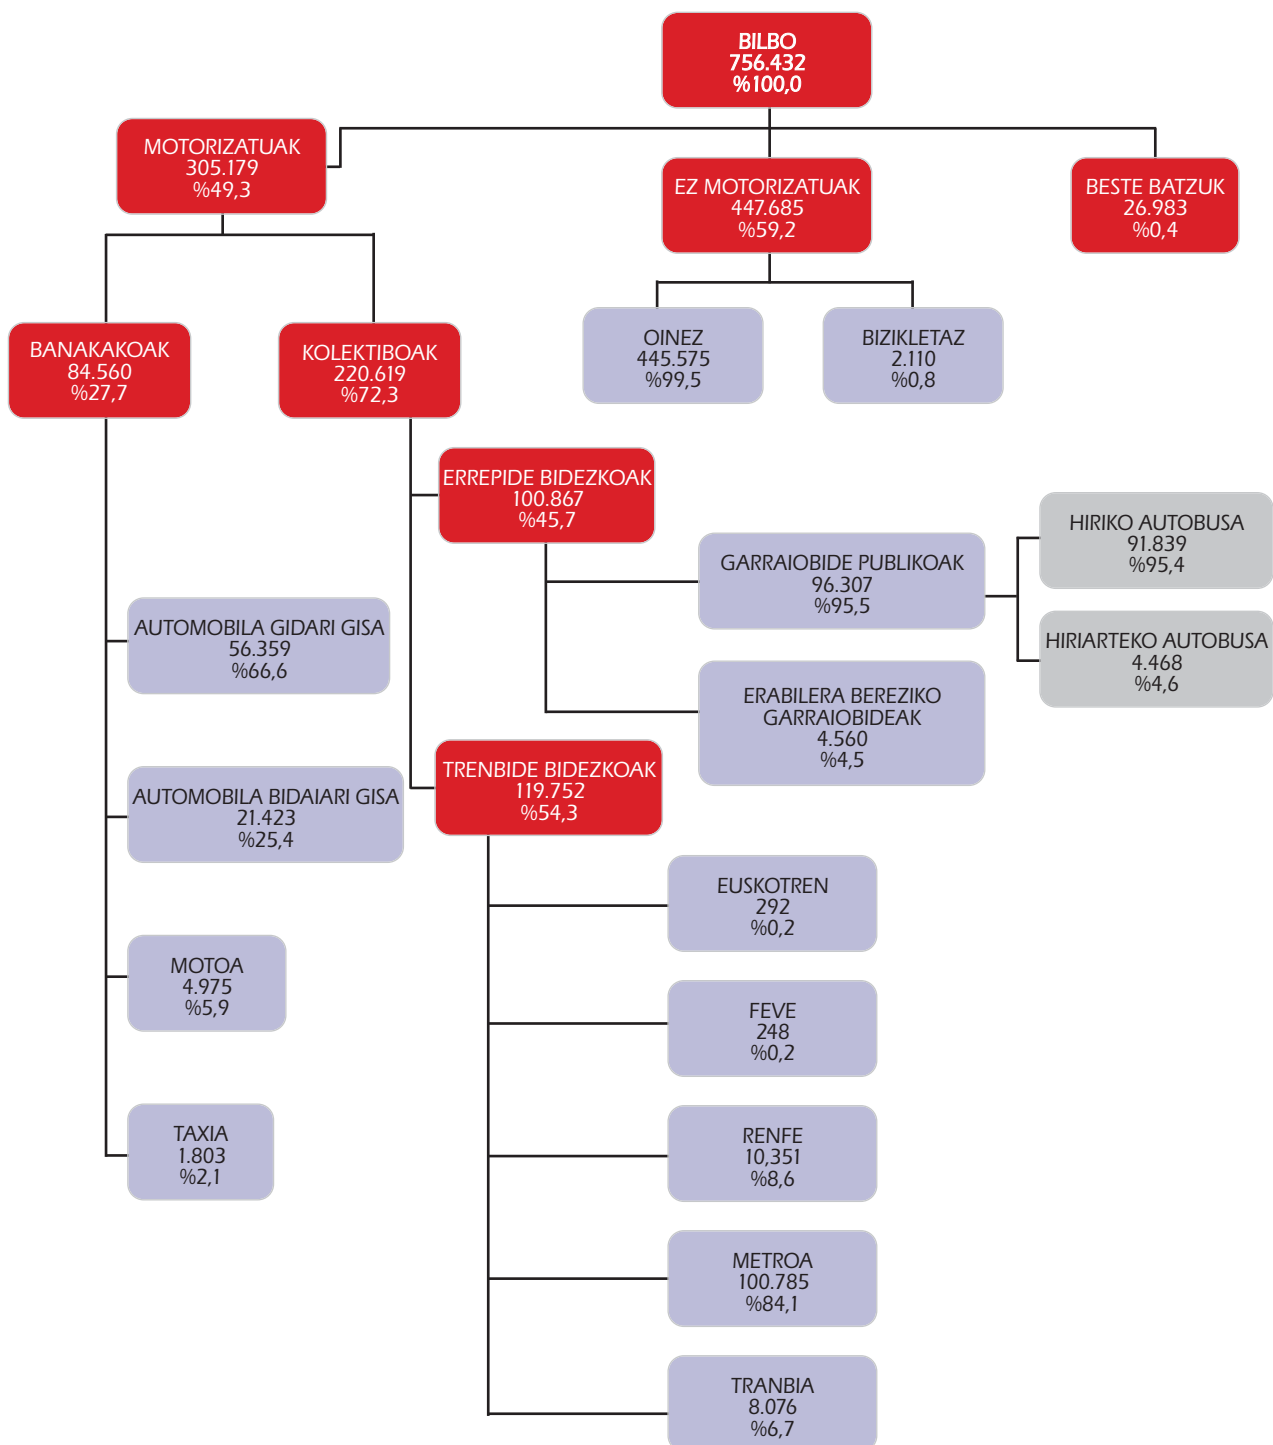 BILBO
756.432
%100,0
MOTORIZATUAK
305.179
%49,3
EZ MOTORIZATUAK
447.685
%59,2
BESTE BATZUK
26.983
%0,4
BANAKAKOAK
84.560
%27,7
KOLEKTIBOAK
220.619
%72,3
OINEZ
445.575
%99,5
BIZIKLETAZ
2.110
%0,8
ERREPIDE BIDEZKOAK
100.867
%45,7
GARRAIOBIDE PUBLIKOAK
96.307
%95,5
HIRIKO AUTOBUSA
91.839
%95,4
HIRIARTEKO AUTOBUSA
4.468
%4,6
ERABILERA BEREZIKO
GARRAIOBIDEAK
4.560
%4,5
AUTOMOBILA GIDARI GISA
56.359
%66,6
AUTOMOBILA BIDAIARI GISA
21.423
%25,4
MOTOA
4.975
%5,9
TAXIA
1.803
%2,1
TRENBIDE BIDEZKOAK
119.752
%54,3
EUSKOTREN
292
%0,2
FEVE
248
%0,2
RENFE
10,351
%8,6
METROA
100.785
%84,1
TRANBIA
8.076
%6,7